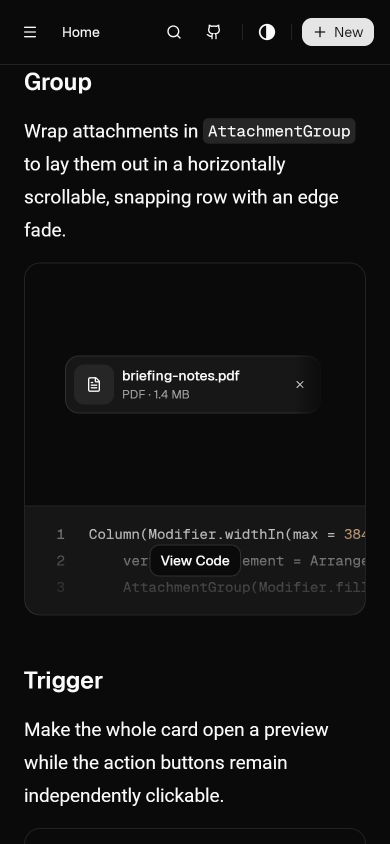 Home
New
Group
Wrap attachments in AttachmentGroup
to lay them out in a horizontally
scrollable, snapping row with an edge
fade.
briefing-notes.pdf
PDF · 1.4 MB
1 Column(Modifier.widthIn(max = 384
2 ver View Code ement = Arrange
3 AttachmentGroup(Modifier.fill
Trigger
Make the whole card open a preview
while the action buttons remain
independently clickable.